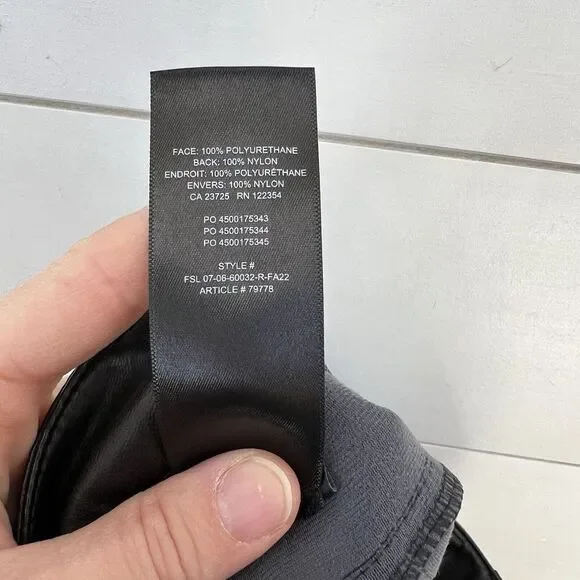 FACE: 100% POLYURETHANE
BACK: 100% NYLON
ENDROIT: 100% POLYURÉTHANE
ENVERS: 100% NYLON
CA 23725 RN 122354
PO 4500175343
PO 4500175344
PO 4500175345
STYLE #
FSL 07-06-60032-R-FA22
ARTICLE # 79778